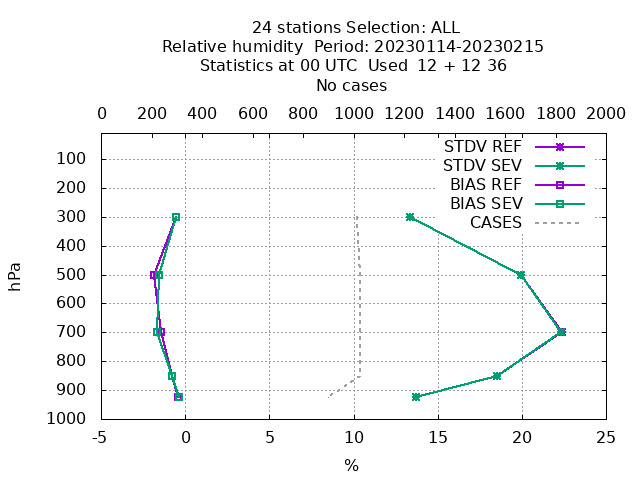 24 stations Selection: ALL
Relative humidity  Period: 20230114-20230215
Statistics at 00 UTC  Used  12 + 12 36
No cases
0 200 400 600 800 1000 1200 1400 1600 1800 2000
STDV REF
STDV SEV
BIAS REF
BIAS SEV
CASES
100
200
300
400
500
600
700
800
900
1000
hPa
-5 0 5 10 15 20 25
%